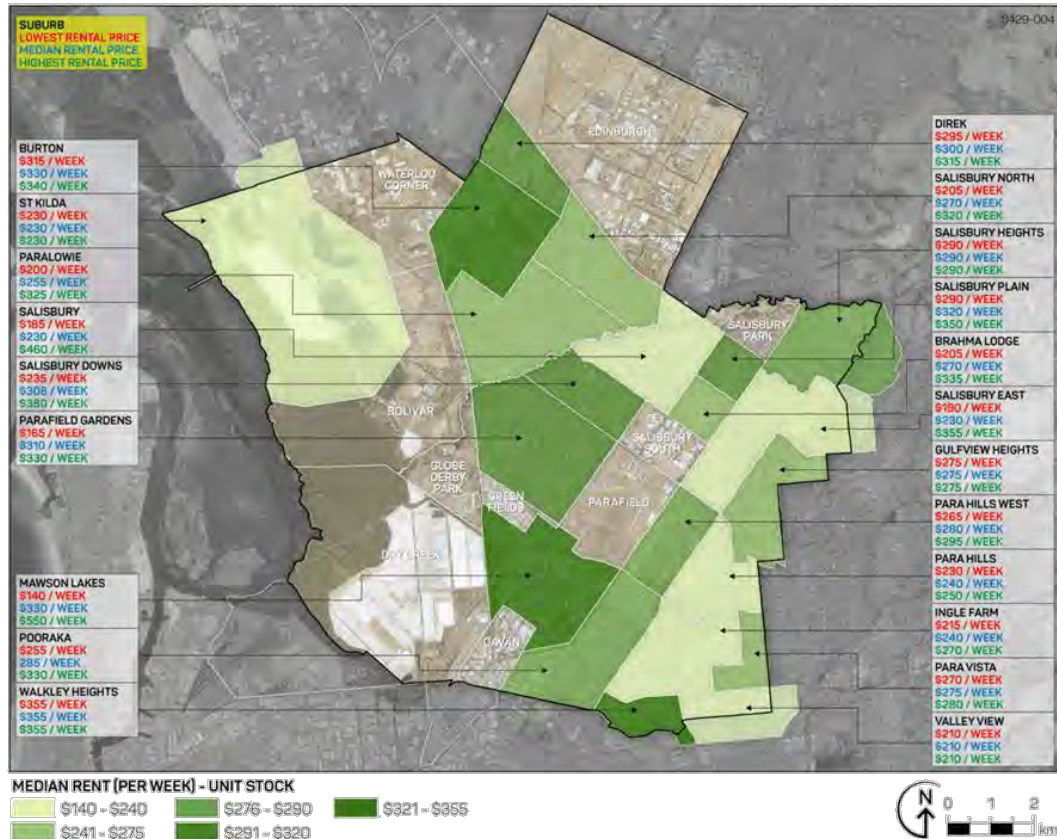 SUBURB
LOWEST RENTAL PRICE
MEDIAN RENTAL PRICE
HIGHEST RENTAL PRICE
9429-004
BURTON
$315 / WEEK
$330 / WEEK
$340 / WEEK
ST KILDA
$230 / WEEK
$230 / WEEK
$230 / WEEK
PARALOWIE
$200 / WEEK
$255 / WEEK
$325 / WEEK
SALISBURY
$185 / WEEK
$230 / WEEK
$460 / WEEK
SALISBURY DOWNS
$235 / WEEK
$308 / WEEK
$380 / WEEK
PARAFIELD GARDENS
$165 / WEEK
$310 / WEEK
$330 / WEEK
MAWSON LAKES
$140 / WEEK
$330 / WEEK
$550 / WEEK
POORAKA
$255 / WEEK
285 / WEEK
$330 / WEEK
WALKLEY HEIGHTS
$355 / WEEK
$355 / WEEK
$355 / WEEK
EDINBURGH
WATERLOO
CORNER
SALISBURY
PARK
BOLIVAR
SALISBURY
SOUTH
GLOBE
DERBY
PARK
GREEN
FIELDS
PARAFIELD
DRY CREEK
CAVAN
DIREK
$295 / WEEK
$300 / WEEK
$315 / WEEK
SALISBURY NORTH
$205 / WEEK
$270 / WEEK
$320 / WEEK
SALISBURY HEIGHTS
$290 / WEEK
$290 / WEEK
$290 / WEEK
SALISBURY PLAIN
$290 / WEEK
$320 / WEEK
$350 / WEEK
BRAHMA LODGE
$205 / WEEK
$270 / WEEK
$335 / WEEK
SALISBURY EAST
$190 / WEEK
$230 / WEEK
$355 / WEEK
GULFVIEW HEIGHTS
$275 / WEEK
$275 / WEEK
$275 / WEEK
PARA HILLS WEST
$265 / WEEK
$280 / WEEK
$295 / WEEK
PARA HILLS
$230 / WEEK
$240 / WEEK
$250 / WEEK
INGLE FARM
$215 / WEEK
$240 / WEEK
$270 / WEEK
PARA VISTA
$270 / WEEK
$275 / WEEK
$280 / WEEK
VALLEY VIEW
$210 / WEEK
$210 / WEEK
$210 / WEEK
MEDIAN RENT (PER WEEK) - UNIT STOCK
$140 - $240
$276 - $290
$321 - $355
$241 - $275
$291 - $320
N
0 1 2
km